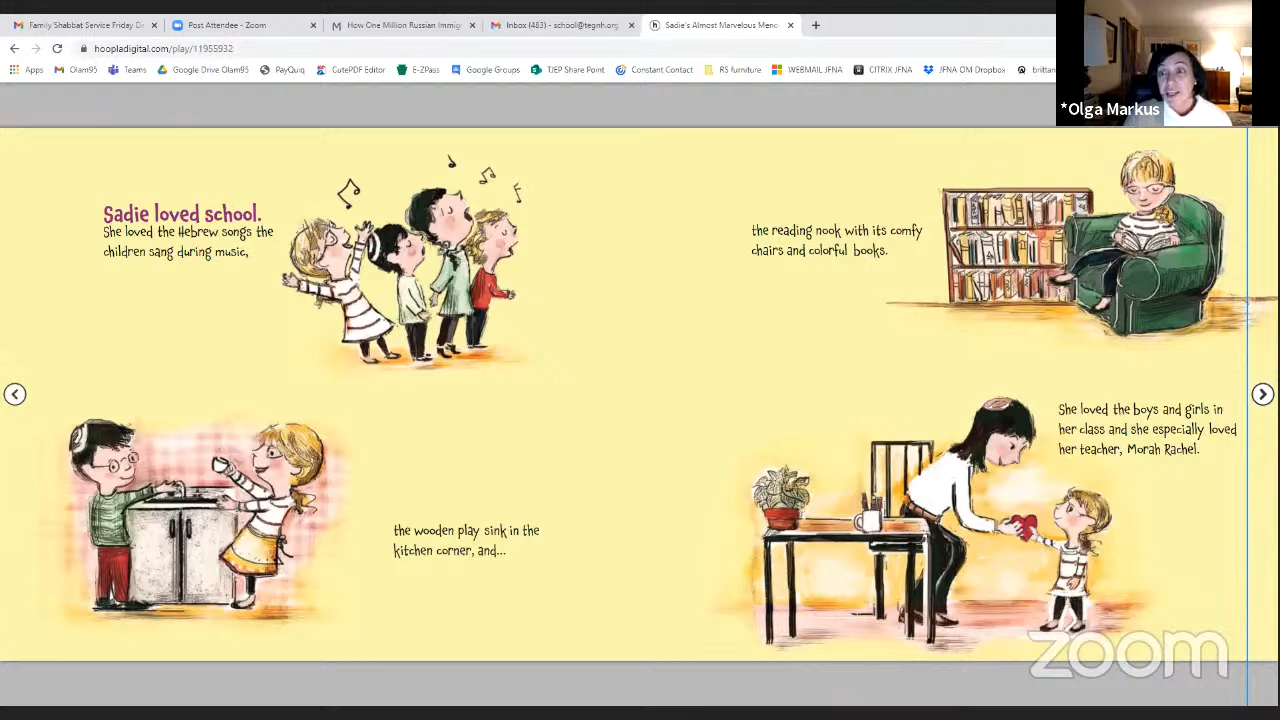 Family Shabbat Service Friday De
Post Attendee - Zoom
How One Million Russian Immig
Inbox (483) - school@tegnh.org
Sadie's Almost Marvelous Meno
hoopladigital.com/play/11955932
Apps
Olam95
Teams
Google Drive Olam95
PayQuiq
CutePDF Editor
E-ZPass
Google Groups
TJEP Share Point
Constant Contact
RS furniture
WEBMAIL JFNA
CITRIX JFNA
JFNA OM Dropbox
brittan
*Olga Markus
Sadie loved school.
She loved the Hebrew songs the
children sang during music,
the reading nook with its comfy
chairs and colorful books.
the wooden play sink in the
kitchen corner, and...
She loved the boys and girls in
her class and she especially loved
her teacher, Morah Rachel.
zoom